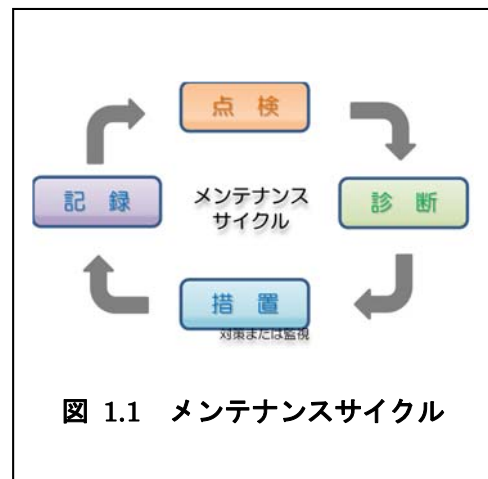 点 検
記 録
メンテナンス
サイクル
診 断
措 置
対策または監視
図 1.1 メンテナンスサイクル